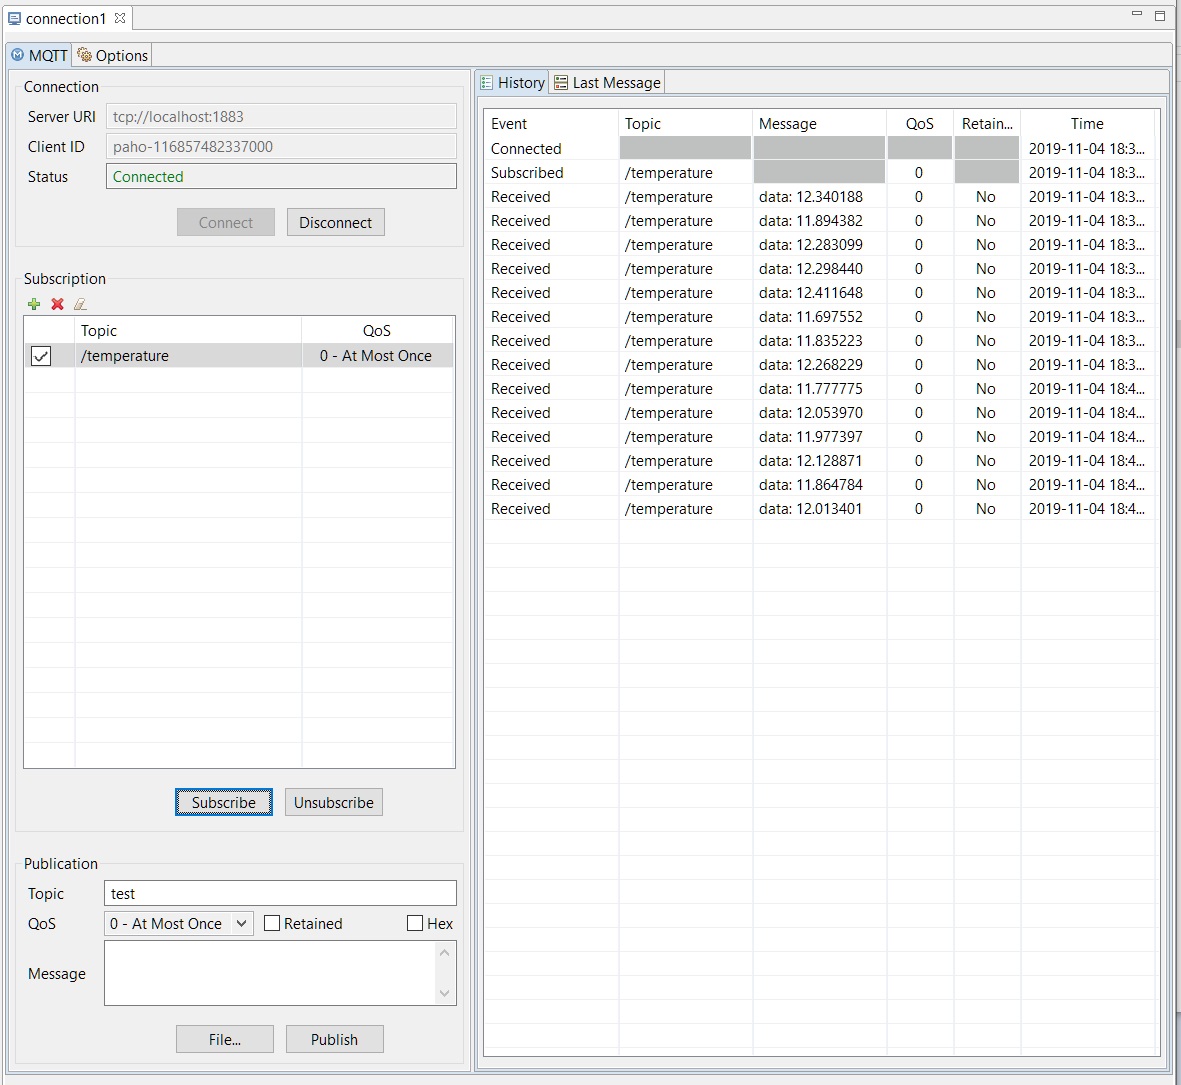 connection1
MQTT Options
Connection
Server URI tcp://localhost:1883
Client ID paho-116857482337000
Status Connected
Connect Disconnect
Subscription
Topic QoS
/temperature 0 - At Most Once
Subscribe Unsubscribe
Publication
Topic test
QoS 0 - At Most Once Retained Hex
Message
File... Publish
History Last Message
Event Topic Message QoS Retain... Time
Connected 2019-11-04 18:3...
Subscribed /temperature 0 2019-11-04 18:3...
Received /temperature data: 12.340188 0 No 2019-11-04 18:3...
Received /temperature data: 11.894382 0 No 2019-11-04 18:3...
Received /temperature data: 12.283099 0 No 2019-11-04 18:3...
Received /temperature data: 12.298440 0 No 2019-11-04 18:3...
Received /temperature data: 12.411648 0 No 2019-11-04 18:3...
Received /temperature data: 11.697552 0 No 2019-11-04 18:3...
Received /temperature data: 11.835223 0 No 2019-11-04 18:3...
Received /temperature data: 12.268229 0 No 2019-11-04 18:3...
Received /temperature data: 11.777775 0 No 2019-11-04 18:4...
Received /temperature data: 12.053970 0 No 2019-11-04 18:4...
Received /temperature data: 11.977397 0 No 2019-11-04 18:4...
Received /temperature data: 12.128871 0 No 2019-11-04 18:4...
Received /temperature data: 11.864784 0 No 2019-11-04 18:4...
Received /temperature data: 12.013401 0 No 2019-11-04 18:4...